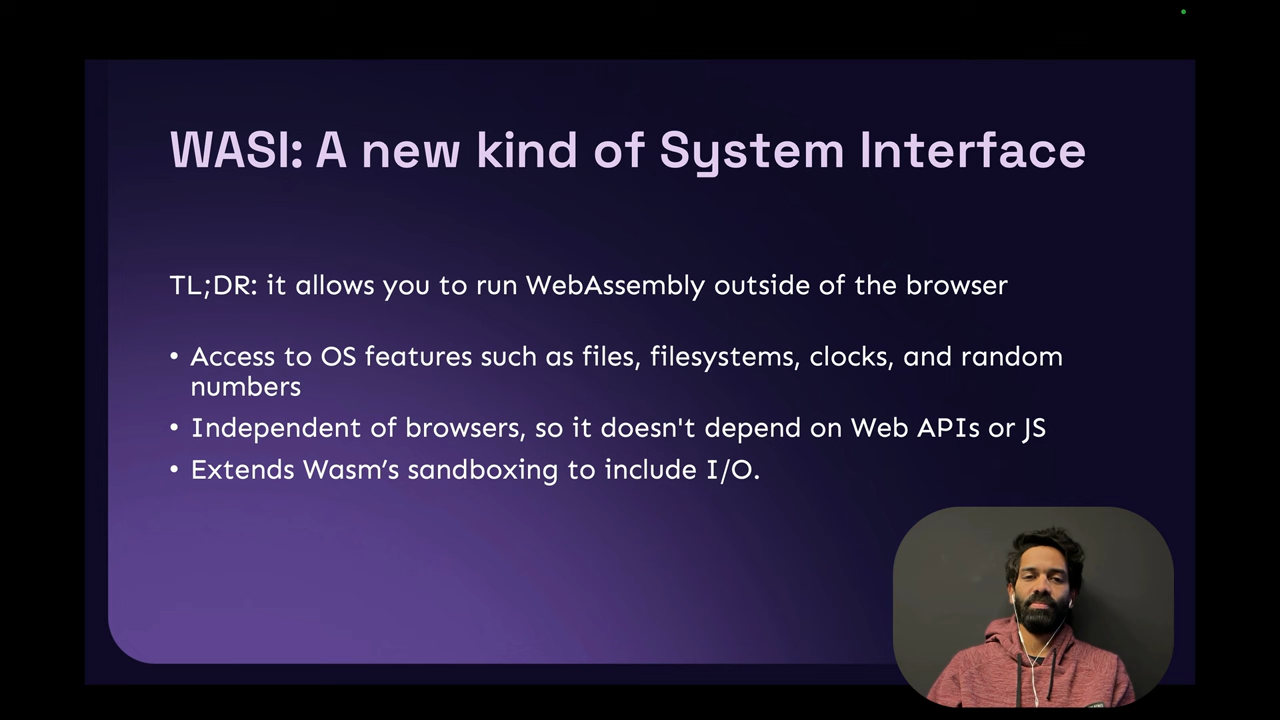 WASI: A new kind of System Interface
TL;DR: it allows you to run WebAssembly outside of the browser
• Access to OS features such as files, filesystems, clocks, and random
numbers
• Independent of browsers, so it doesn't depend on Web APIs or JS
• Extends Wasm’s sandboxing to include I/O.